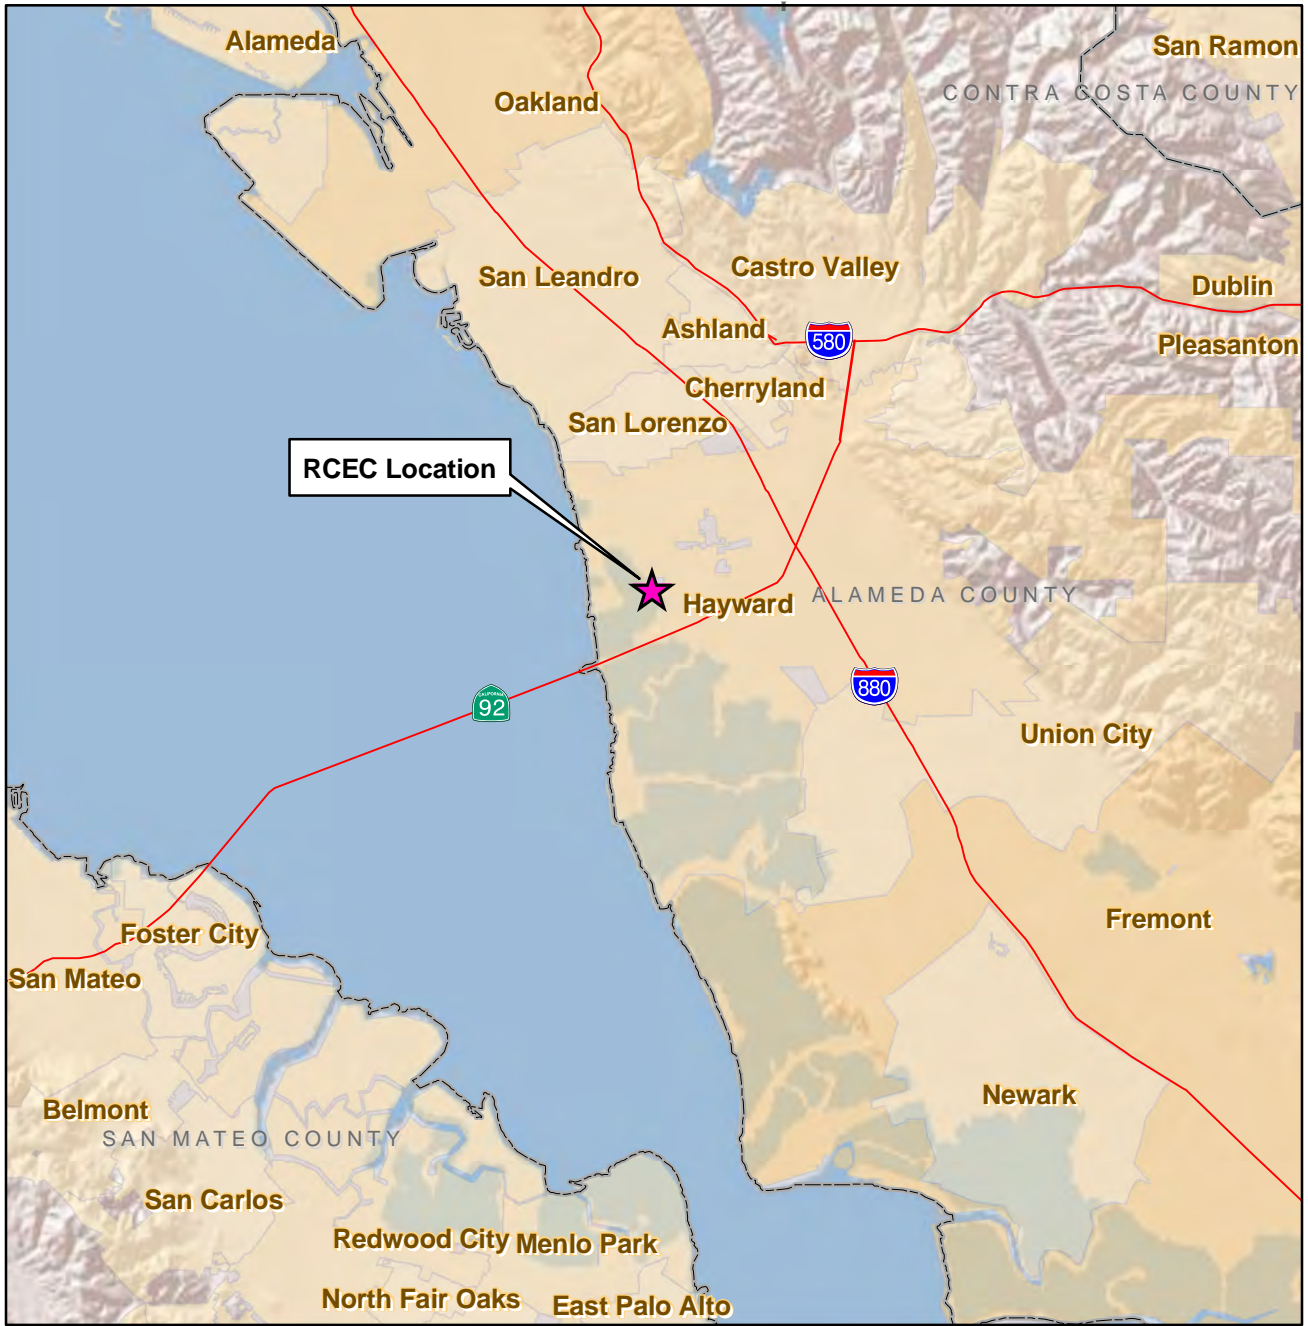 Alameda
San Ramon
CONTRA COSTA COUNTY
Oakland
Castro Valley
San Leandro
Dublin
Ashland
580
Pleasanton
Cherryland
San Lorenzo
RCEC Location
Hayward
ALAMEDA COUNTY
880
CALIFORNIA
92
Union City
Fremont
Foster City
San Mateo
Newark
Belmont
SAN MATEO COUNTY
San Carlos
Redwood City
Menlo Park
North Fair Oaks
East Palo Alto